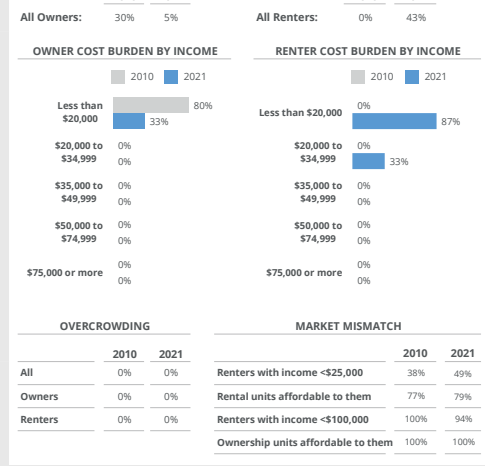 All Owners: 30% 5%
All Renters: 0% 43%
OWNER COST BURDEN BY INCOME
2010 2021
Less than
$20,000
80%
33%
$20,000 to
$34,999
0%
0%
$35,000 to
$49,999
0%
0%
$50,000 to
$74,999
0%
0%
$75,000 or more
0%
0%
RENTER COST BURDEN BY INCOME
2010 2021
Less than $20,000
0%
87%
$20,000 to
$34,999
0%
33%
$35,000 to
$49,999
0%
0%
$50,000 to
$74,999
0%
0%
$75,000 or more
0%
0%
OVERCROWDING
2010 2021
All 0% 0%
Owners 0% 0%
Renters 0% 0%
MARKET MISMATCH
2010 2021
Renters with income <$25,000 38% 49%
Rental units affordable to them 77% 79%
Renters with income <$100,000 100% 94%
Ownership units affordable to them 100% 100%